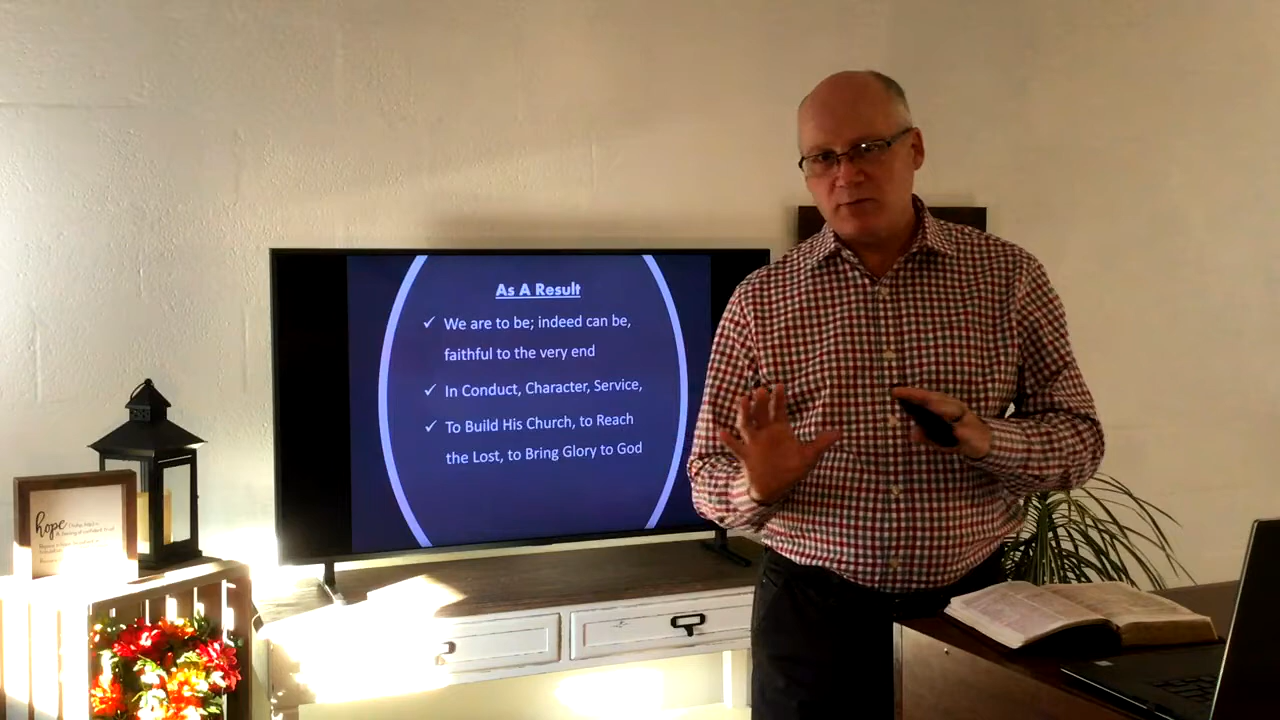 As A Result
✓ We are to be; indeed can be,
faithful to the very end
✓ In Conduct, Character, Service,
✓ To Build His Church, to Reach
the Lost, to Bring Glory to God
hope